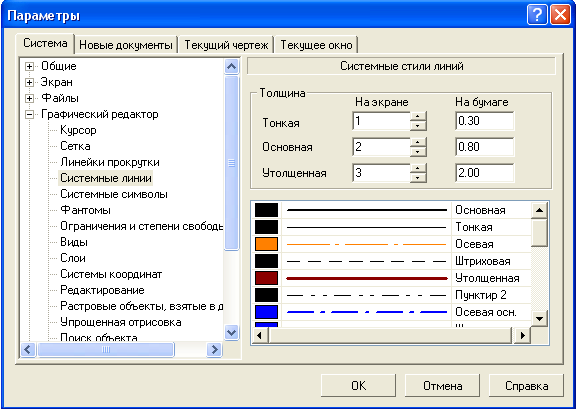 Параметры
Система
Новые документы
Текущий чертеж
Текущее окно
Общие
Экран
Файлы
Графический редактор
Курсор
Сетка
Линейки прокрутки
Системные линии
Системные символы
Фантомы
Ограничения и степени свободь
Виды
Слои
Системы координат
Редактирование
Растровые объекты, взятые в д
Упрощенная отрисовка
Поиск объекта
Системные стили линий
Толщина
На экране На бумаге
Тонкая 1 0.30
Основная 2 0.80
Утолщенная 3 2.00
Основная
Тонкая
Осевая
Штриховая
Утолщенная
Пунктир 2
Осевая осн.
OK Отмена Справка